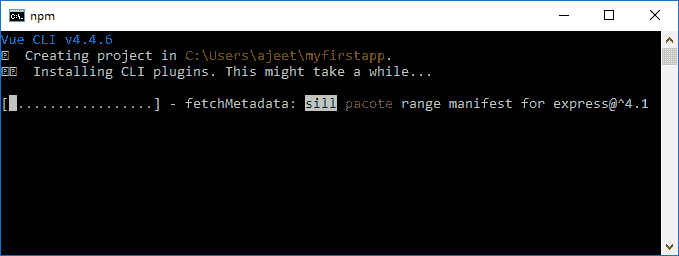 npm
Vue CLI v4.4.6
Creating project in C:\Users\ajeet\myfirstapp.
Installing CLI plugins. This might take a while...
[ .................] - fetchMetadata: sill pacote range manifest for express@^4.1